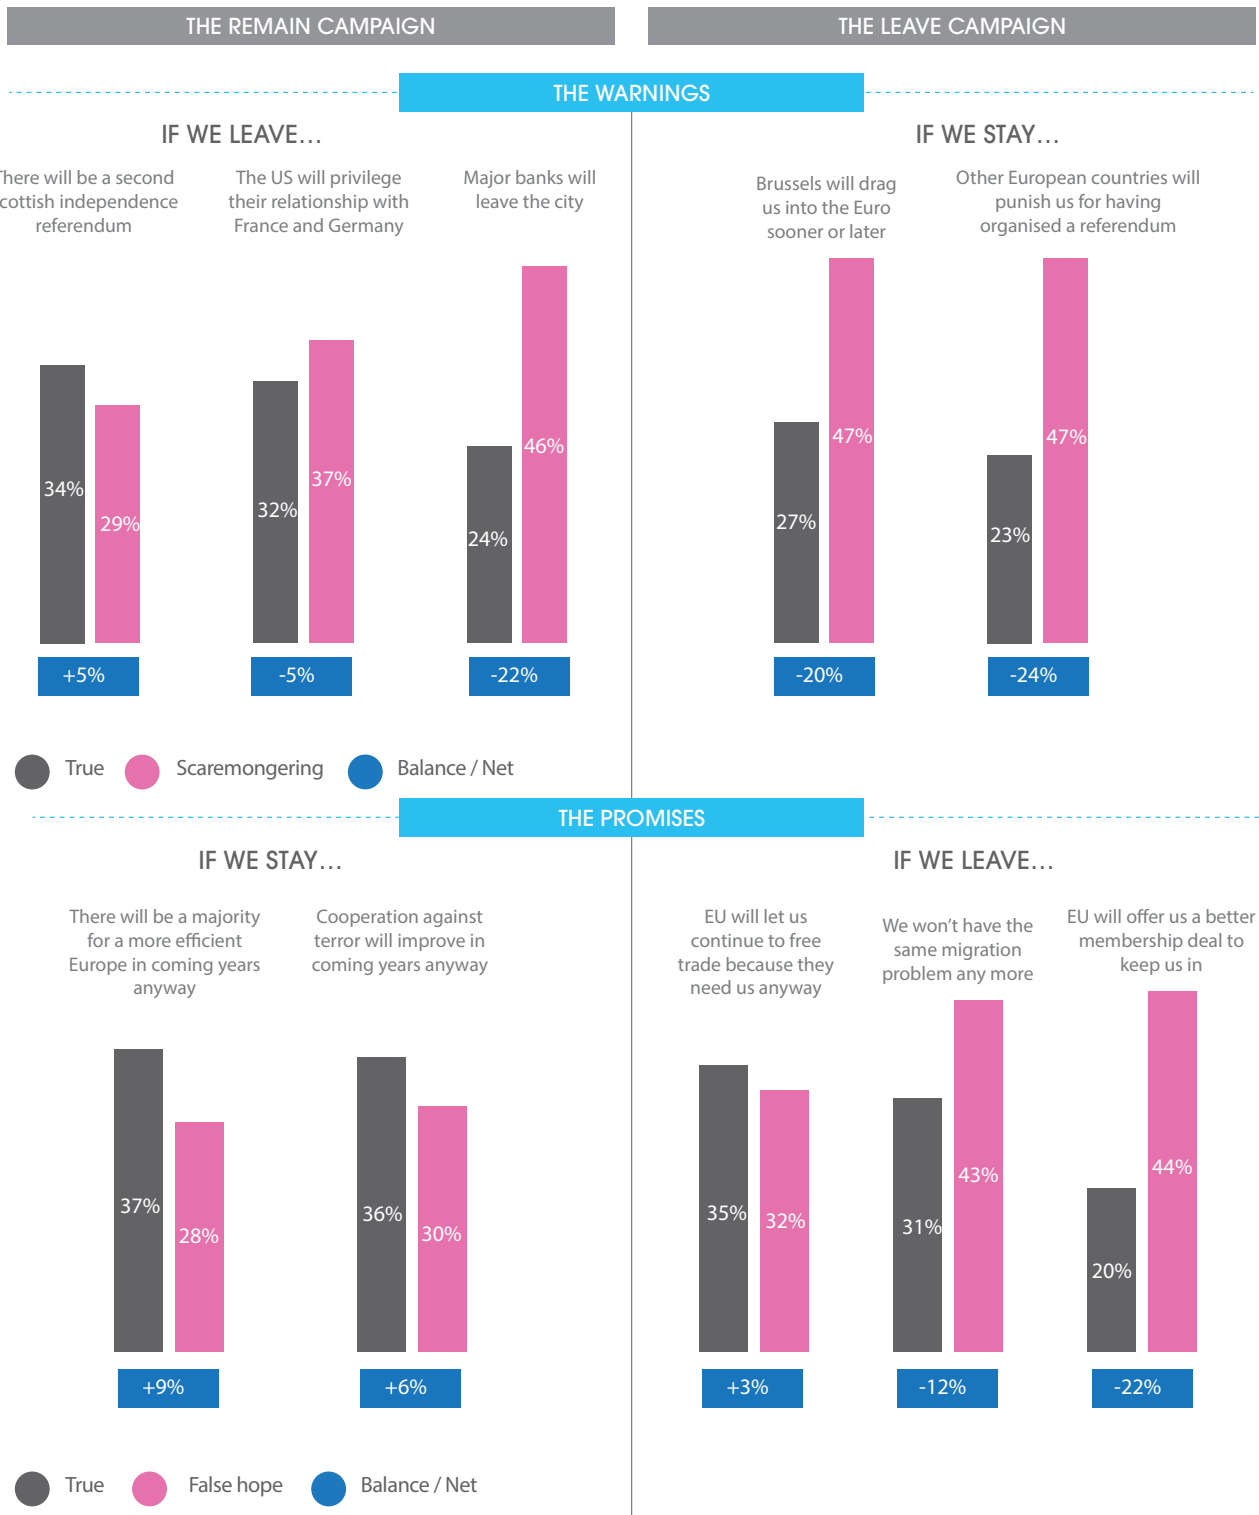 THE REMAIN CAMPAIGN
THE LEAVE CAMPAIGN
THE WARNINGS
IF WE LEAVE…
There will be a second
cottish independence
referendum
The US will privilege
their relationship with
France and Germany
Major banks will
leave the city
34%
29%
32%
37%
24%
46%
+5%
-5%
-22%
IF WE STAY…
Brussels will drag
us into the Euro
sooner or later
Other European countries will
punish us for having
organised a referendum
27%
47%
23%
47%
-20%
-24%
True
Scaremongering
Balance / Net
THE PROMISES
IF WE STAY…
There will be a majority
for a more efficient
Europe in coming years
anyway
Cooperation against
terror will improve in
coming years anyway
37%
28%
36%
30%
+9%
+6%
IF WE LEAVE…
EU will let us
continue to free
trade because they
need us anyway
We won’t have the
same migration
problem any more
EU will offer us a better
membership deal to
keep us in
35%
32%
31%
43%
20%
44%
+3%
-12%
-22%
True
False hope
Balance / Net